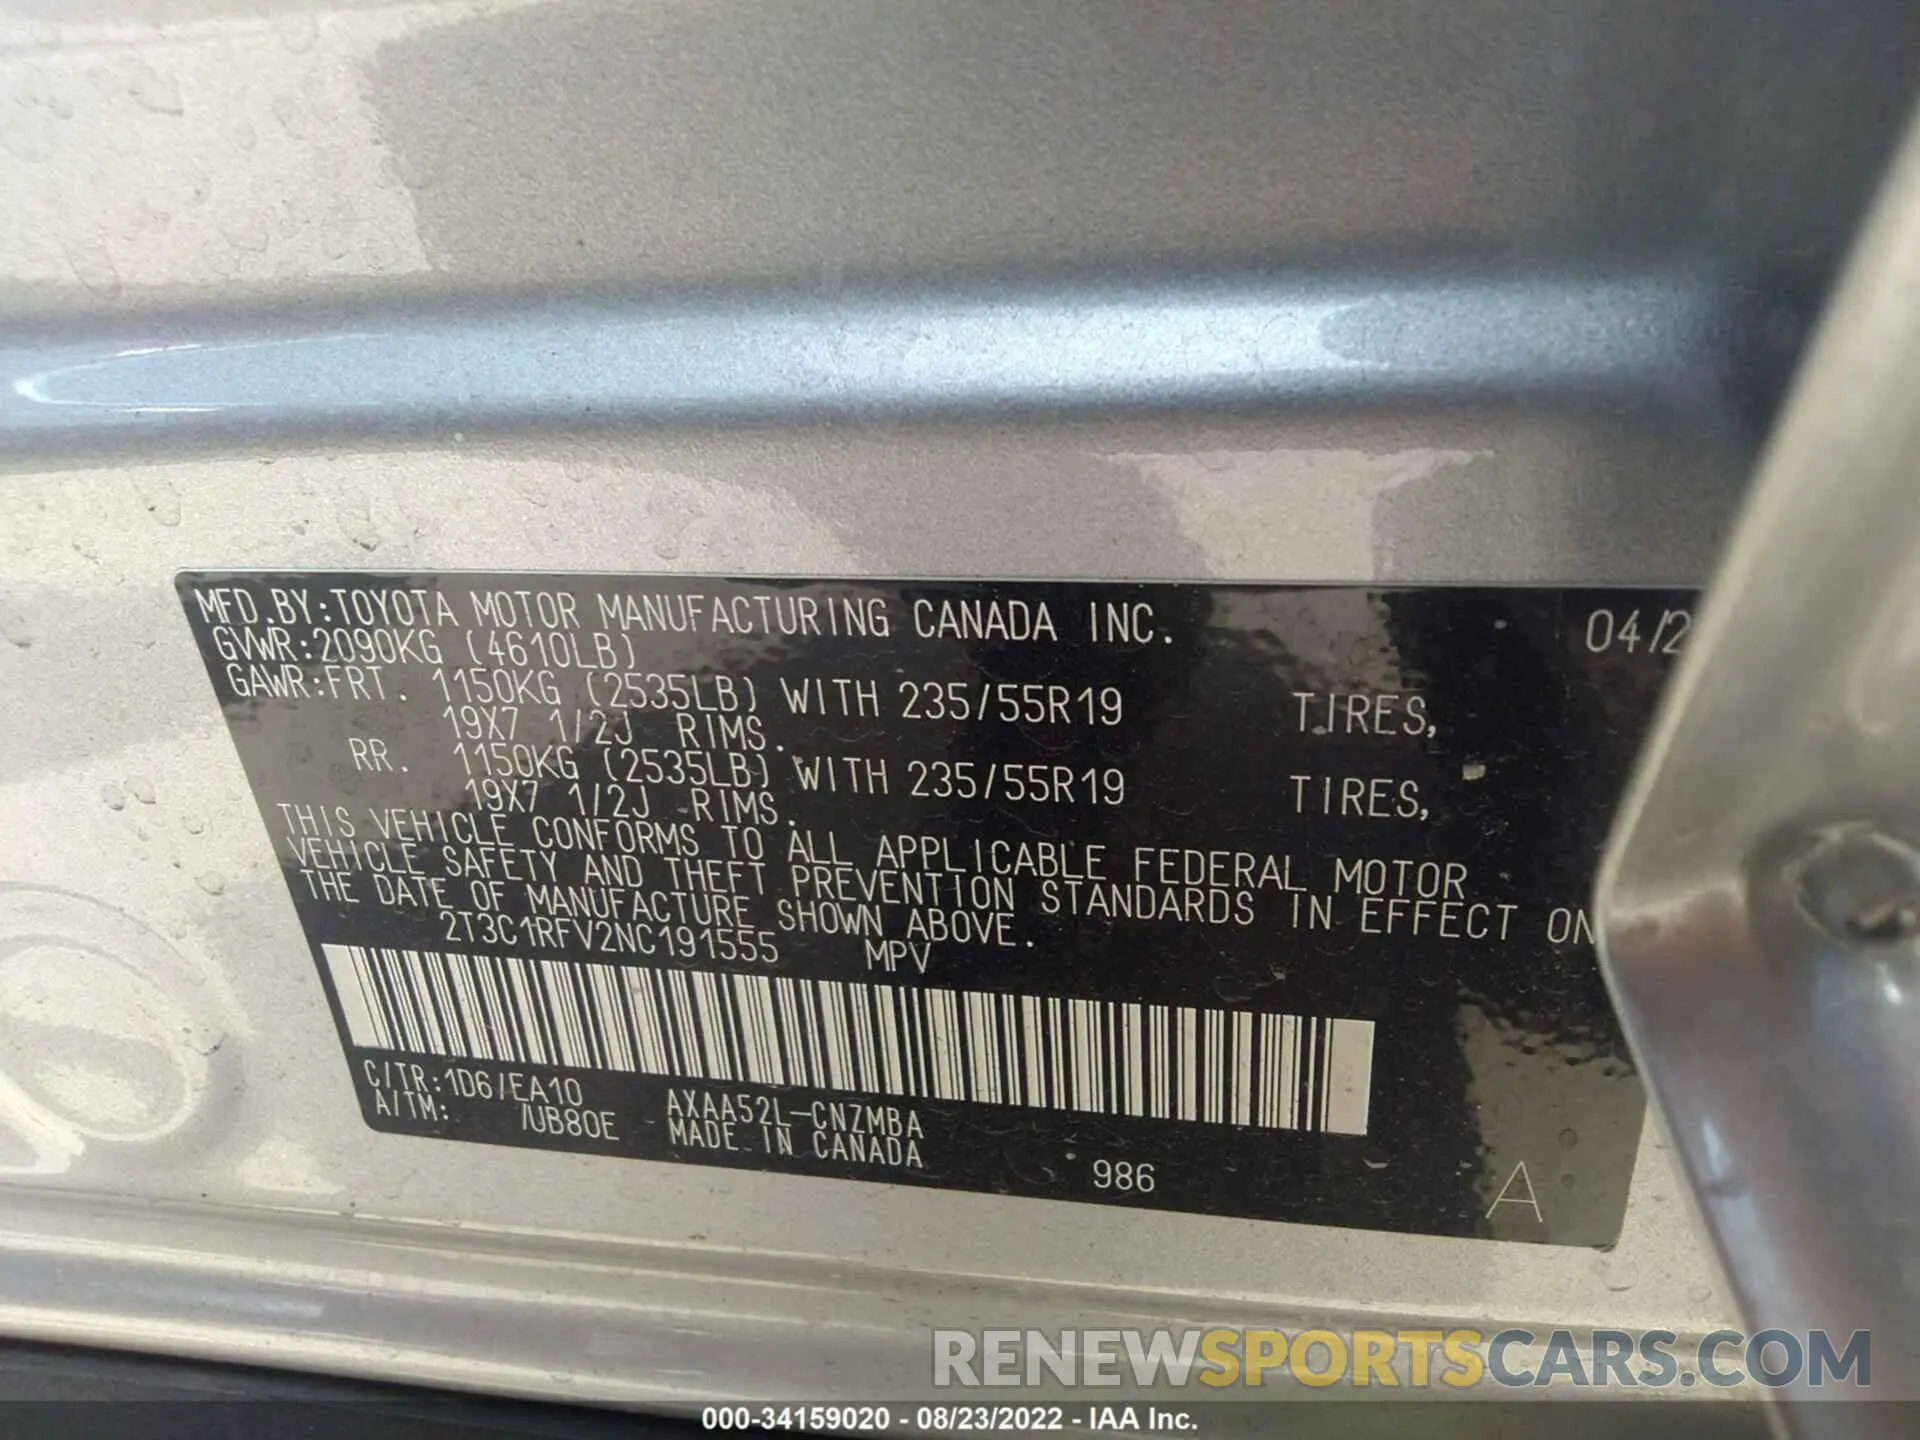 MFD.BY:TOYOTA MOTOR MANUFACTURING CANADA INC. 04/2
GVWR:2090KG (4610LB)
GAWR:FRT. 1150KG (2535LB) WITH 235/55R19 TIRES,
19X7 1/2J RIMS.
RR. 1150KG (2535LB) WITH 235/55R19 TIRES,
19X7 1/2J RIMS.
THIS VEHICLE CONFORMS TO ALL APPLICABLE FEDERAL MOTOR
VEHICLE SAFETY AND THEFT PREVENTION STANDARDS IN EFFECT ON
THE DATE OF MANUFACTURE SHOWN ABOVE.
2T3C1RFV2NC191555 MPV
C/TR:1D6/EA10 AXAA52L-CNZMBA
A/TM: /UB80E MADE IN CANADA
986 A
RENEWSPORTSCARS.COM
000-34159020 - 08/23/2022 - IAA Inc.